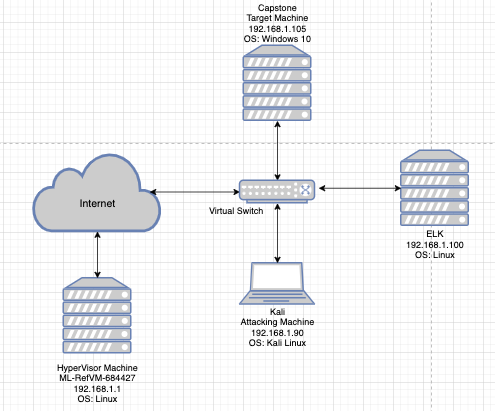 Capstone
Target Machine
192.168.1.105
OS: Windows 10
Internet
Virtual Switch
ELK
192.168.1.100
OS: Linux
Kali
Attacking Machine
192.168.1.90
OS: Kali Linux
HyperVisor Machine
ML-RefVM-684427
192.168.1.1
OS: Linux